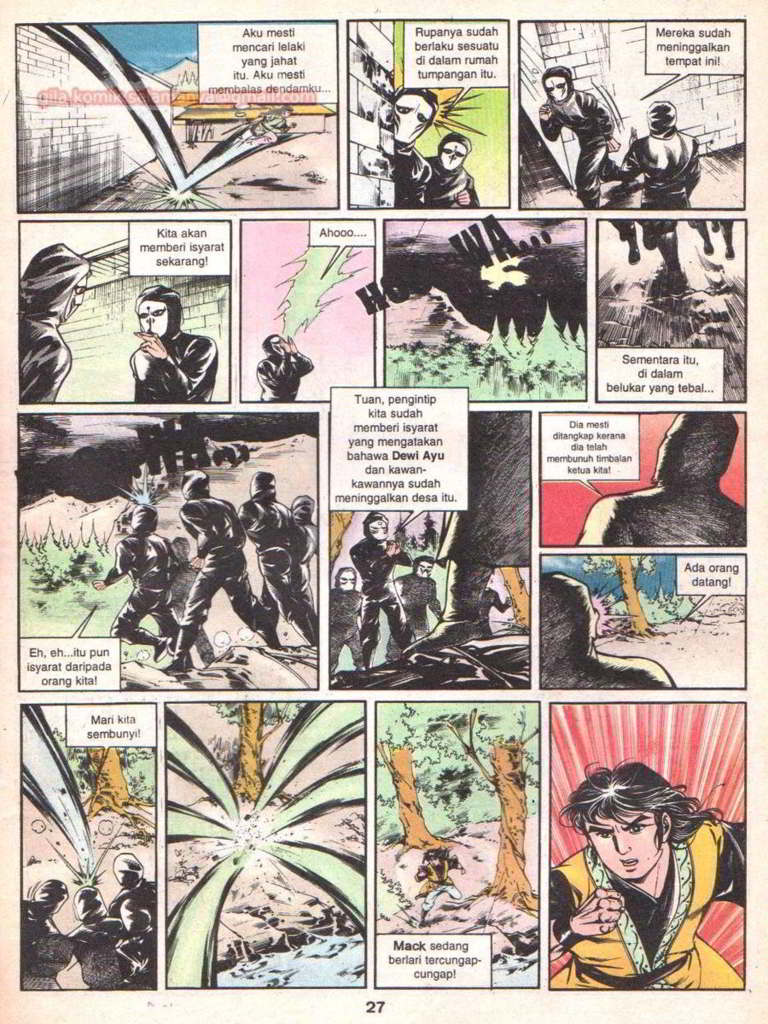 Aku mesti
mencari lelaki
yang jahat
itu. Aku mesti
membalas dendamku...
Rupanya sudah
berlaku sesuatu
di dalam rumah
tumpangan itu.
Mereka sudah
meninggalkan
tempat ini!
Kita akan
memberi isyarat
sekarang!
Ahooo....
WA...
Sementara itu,
di dalam
belukar yang tebal...
Eh, eh...itu pun
isyarat daripada
orang kita!
Tuan, pengintip
kita sudah
memberi isyarat
yang mengatakan
bahawa Dewi Ayu
dan kawan-
kawannya sudah
meninggalkan desa itu.
Dia mesti
ditangkap kerana
dia telah
membunuh timbalan
ketua kita!
Ada orang
datang!
Mari kita
sembunyi!
Mack sedang
berlari tercungap-
cungap!
27